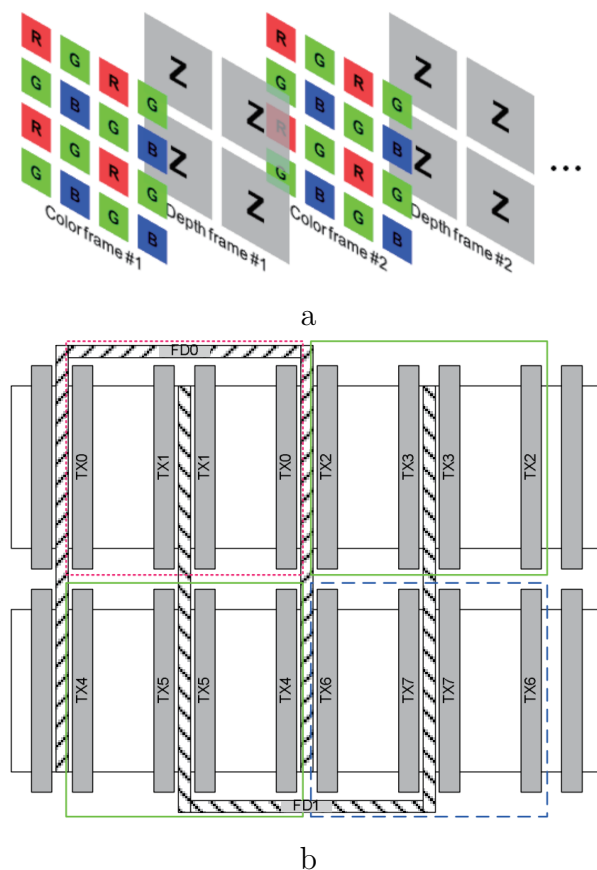 R G R G Z Z R G R G Z Z
G B G B Z Z G B G B Z Z
R G R G R G R G
G B G B G B G B
...
Color frame #1 Depth frame #1 Color frame #2 Depth frame #2
a
FD0
TX0 TX1 TX1 TX0 TX2 TX3 TX3 TX2
TX4 TX5 TX5 TX4 TX6 TX7 TX7 TX6
FD1
b